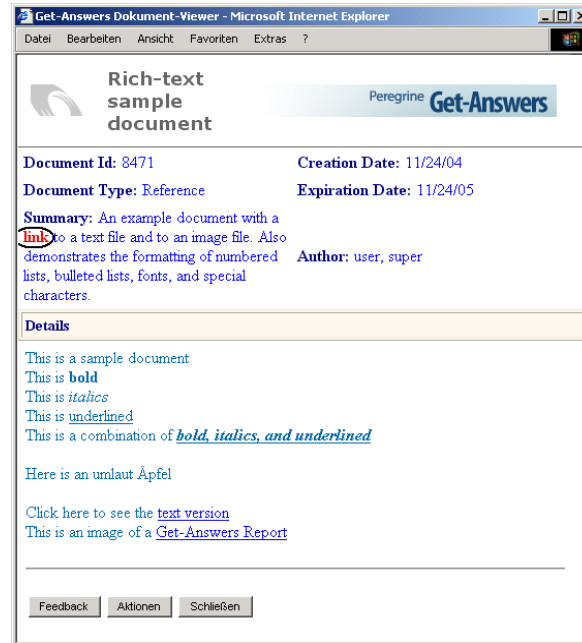 Get-Answers Dokument-Viewer - Microsoft Internet Explorer
Datei Bearbeiten Ansicht Favoriten Extras ?
Rich-text
sample
document
Peregrine Get-Answers
Document Id: 8471
Creation Date: 11/24/04
Document Type: Reference
Expiration Date: 11/24/05
Summary: An example document with a
link to a text file and to an image file. Also
demonstrates the formatting of numbered
lists, bulleted lists, fonts, and special
characters.
Author: user, super
Details
This is a sample document
This is bold
This is italics
This is underlined
This is a combination of bold, italics, and underlined
Here is an umlaut Äpfel
Click here to see the text version
This is an image of a Get-Answers Report
Feedback Aktionen Schließen